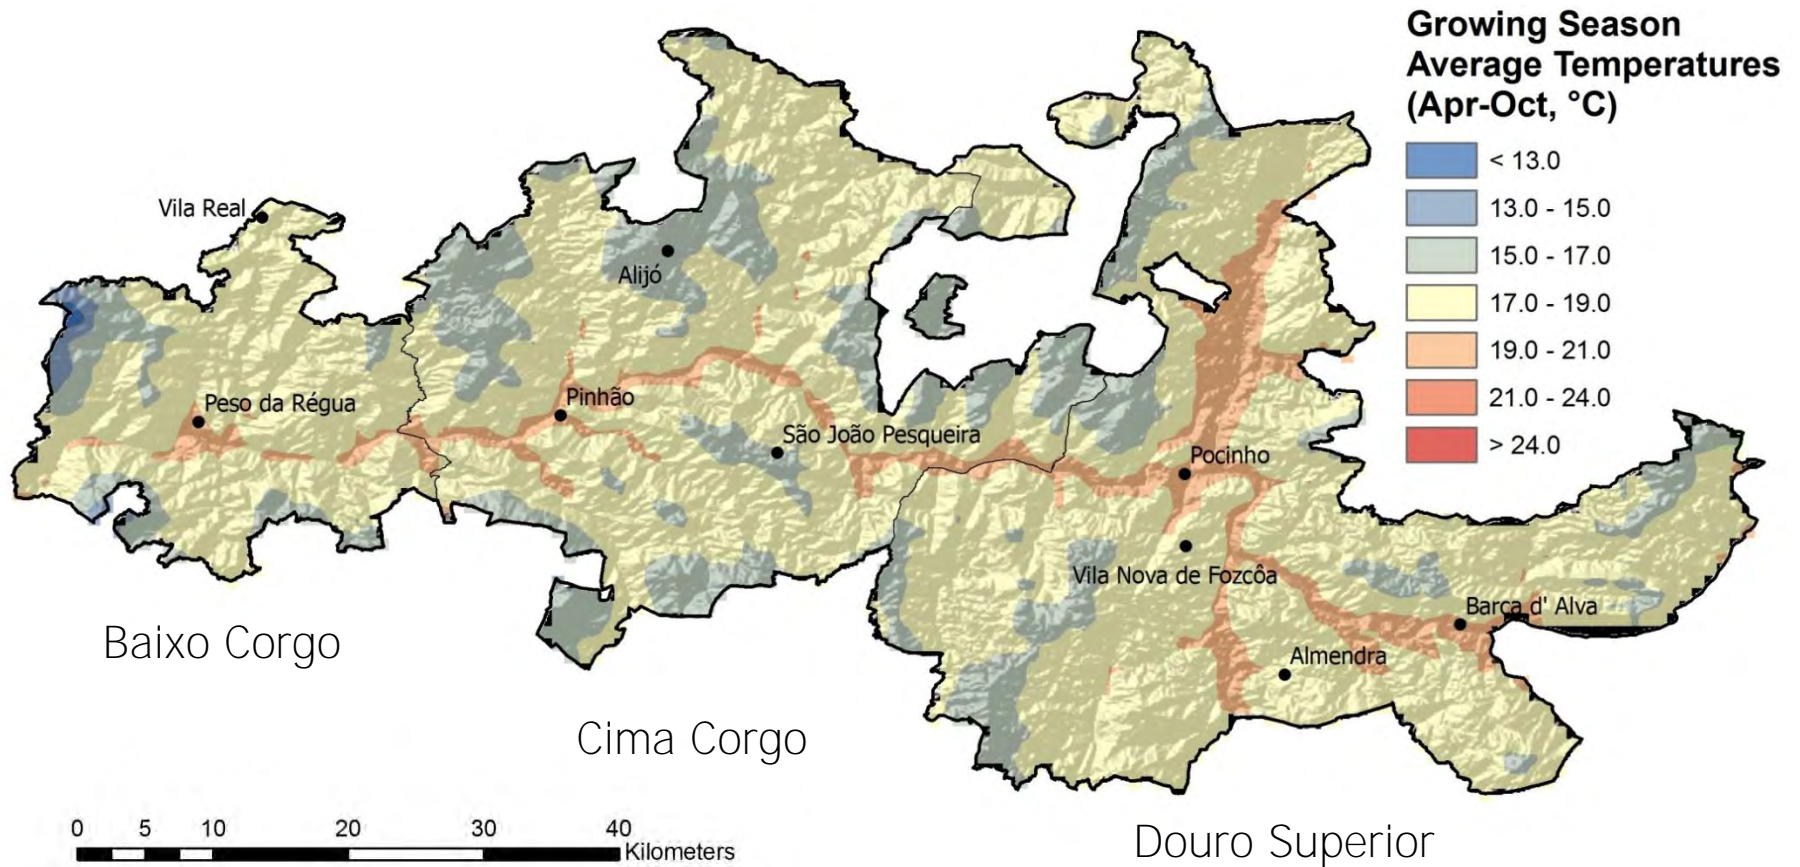 Growing Season
Average Temperatures
(Apr-Oct, °C)
< 13.0
13.0 - 15.0
15.0 - 17.0
17.0 - 19.0
19.0 - 21.0
21.0 - 24.0
> 24.0
Vila Real
Alijó
Peso da Régua
Pinhão
São João Pesqueira
Pocinho
Vila Nova de Fozcôa
Barca d' Alva
Almendra
Baixo Corgo
Cima Corgo
Douro Superior
0 5 10 20 30 40
Kilometers